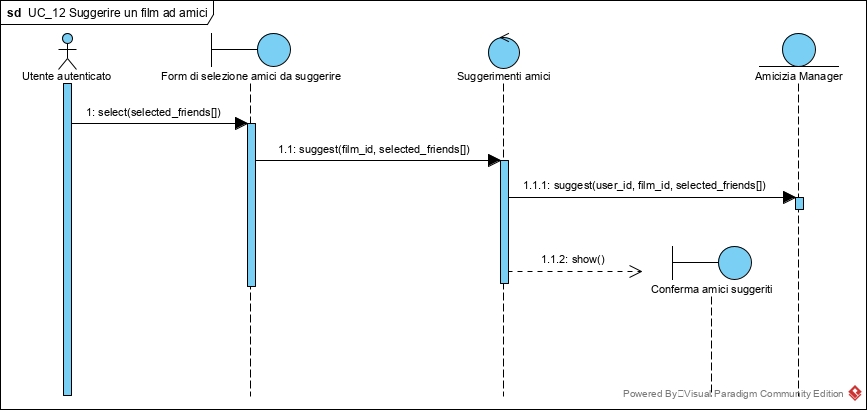 sd UC_12 Suggerire un film ad amici
Utente autenticato
Form di selezione amici da suggerire
Suggerimenti amici
Amicizia Manager
1: select(selected_friends[])
1.1: suggest(film_id, selected_friends[])
1.1.1: suggest(user_id, film_id, selected_friends[])
1.1.2: show()
Conferma amici suggeriti
Powered By Visual Paradigm Community Edition